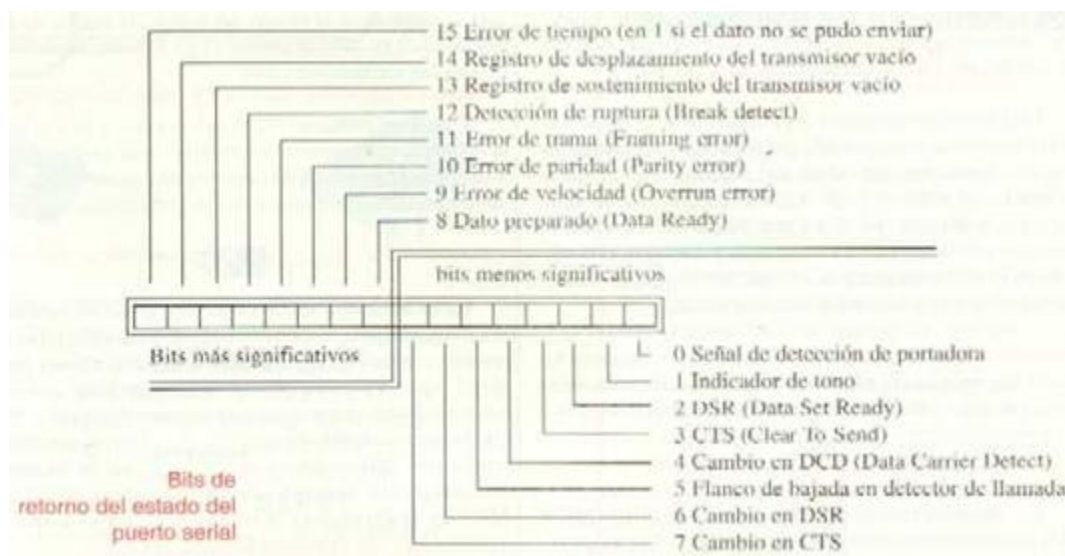 15 Error de tiempo (en 1 si el dato no se pudo enviar)
14 Registro de desplazamiento del transmisor vacío
13 Registro de sostenimiento del transmisor vacío
12 Detección de ruptura (Break detect)
11 Error de trama (Framing error)
10 Error de paridad (Parity error)
9 Error de velocidad (Overrun error)
8 Dato preparado (Data Ready)
bits menos significativos
Bits más significativos
0 Señal de detección de portadora
1 Indicador de tono
2 DSR (Data Set Ready)
3 CTS (Clear To Send)
4 Cambio en DCD (Data Carrier Detect)
5 Flanco de bajada en detector de llamada
6 Cambio en DSR
7 Cambio en CTS
Bits de
retorno del estado del
puerto serial